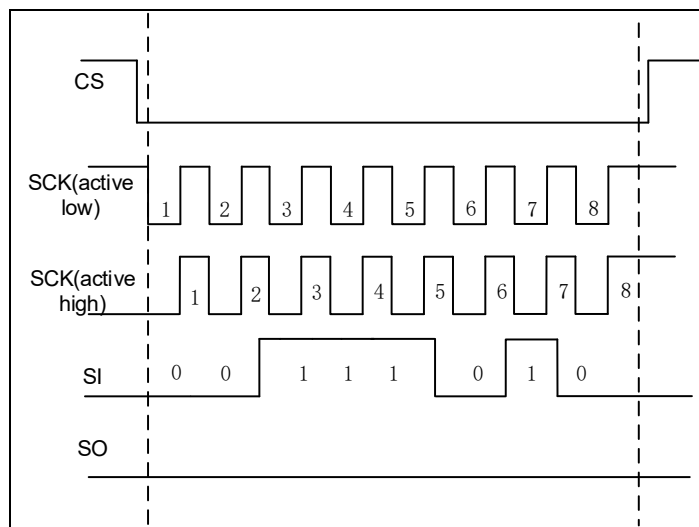 CS
SCK(active
low)
1 2 3 4 5 6 7 8
SCK(active
high)
1 2 3 4 5 6 7 8
SI
0 0 1 1 1 0 1 0
SO